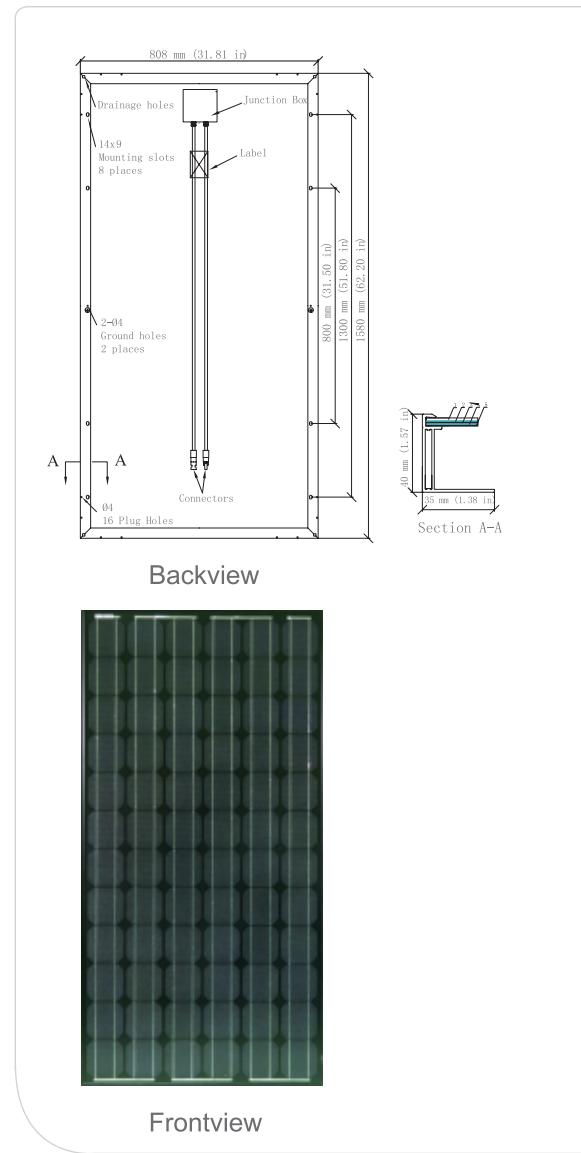 808 mm (31.81 in)
Drainage holes
Junction Box
14x9
Mounting slots
8 places
Label
800 mm (31.50 in)
1300 mm (51.80 in)
1580 mm (62.20 in)
2-Ø4
Ground holes
2 places
A
A
Connectors
Ø4
16 Plug Holes
40 mm (1.57 in)
35 mm (1.38 in)
Section A-A
Backview
Frontview